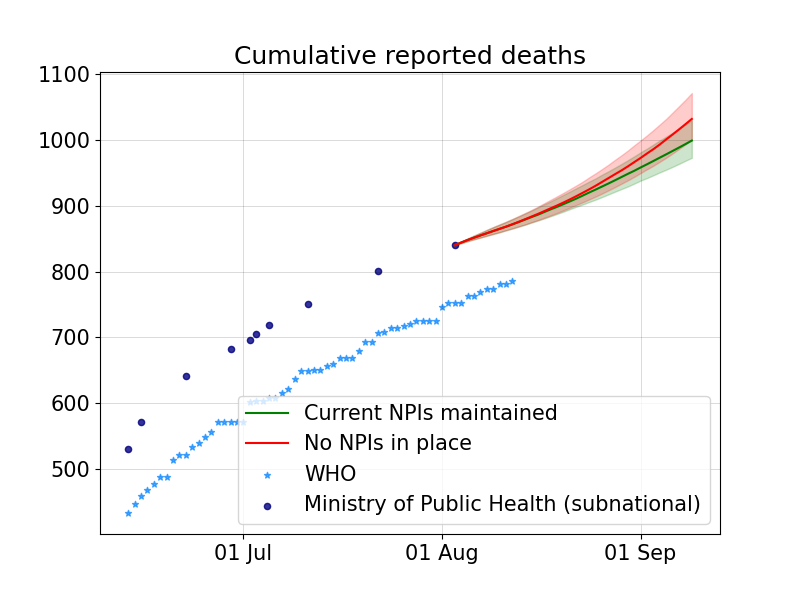 Cumulative reported deaths
1100
1000
900
800
700
600
500
Current NPIs maintained
No NPIs in place
WHO
Ministry of Public Health (subnational)
01 Jul
01 Aug
01 Sep